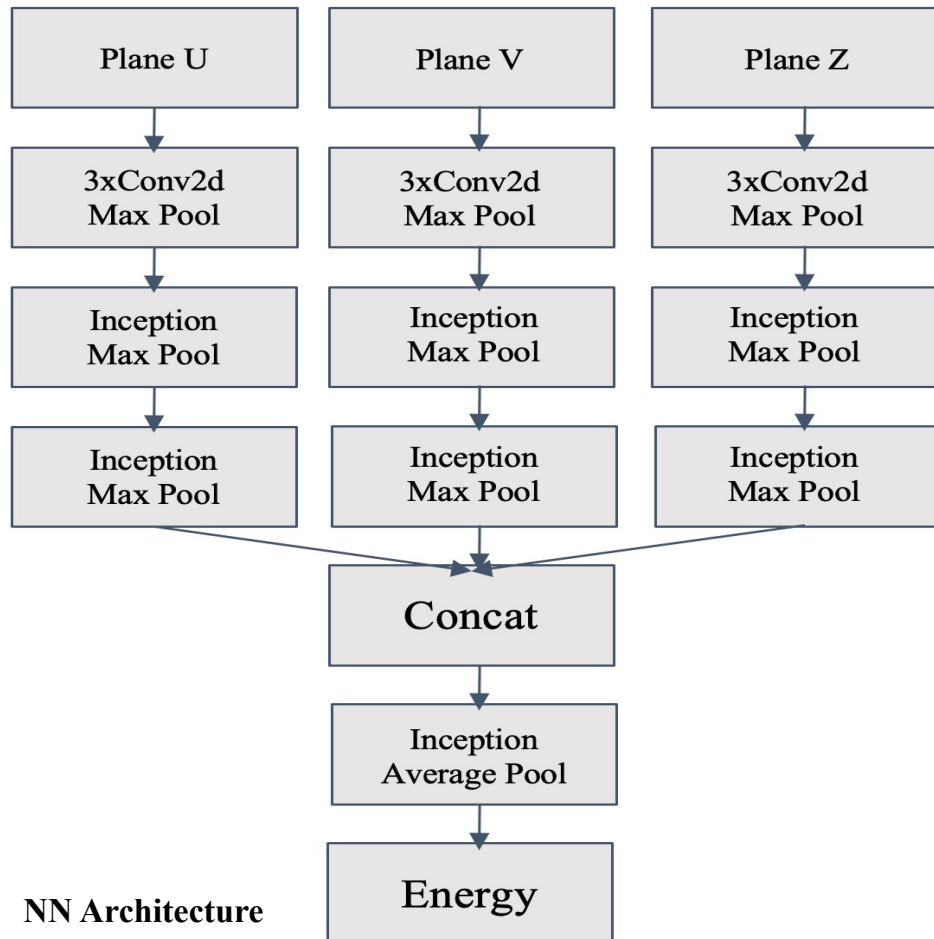 Plane U
Plane V
Plane Z
3xConv2d
Max Pool
3xConv2d
Max Pool
3xConv2d
Max Pool
Inception
Max Pool
Inception
Max Pool
Inception
Max Pool
Inception
Max Pool
Inception
Max Pool
Inception
Max Pool
Concat
Inception
Average Pool
Energy
NN Architecture